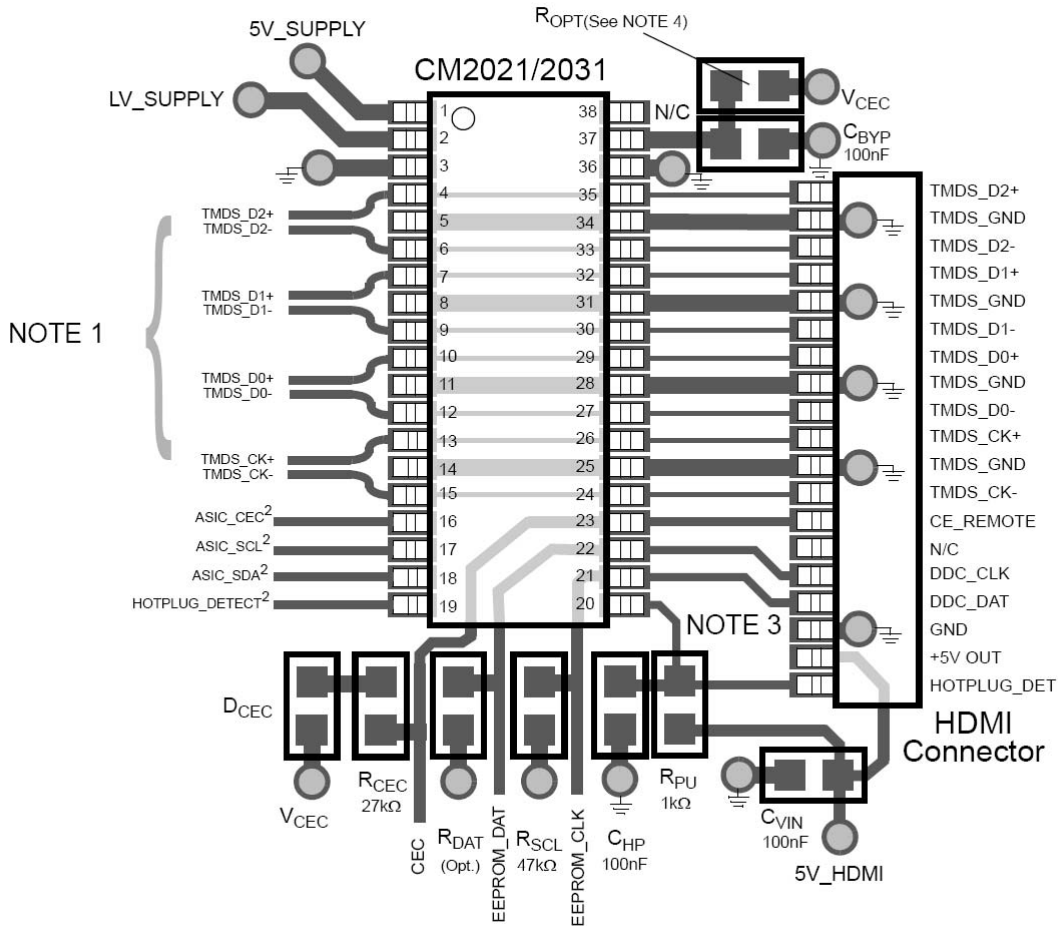 R_OPT(See NOTE 4)
5V_SUPPLY
CM2021/2031
LV_SUPPLY
V_CEC
C_BYP
100nF
N/C
1 38
2 37
3 36
4 35
5 34
6 33
7 32
8 31
9 30
10 29
11 28
12 27
13 26
14 25
15 24
16 23
17 22
18 21
19 20
NOTE 1
TMDS_D2+
TMDS_D2-
TMDS_D1+
TMDS_D1-
TMDS_D0+
TMDS_D0-
TMDS_CK+
TMDS_CK-
ASIC_CEC²
ASIC_SCL²
ASIC_SDA²
HOTPLUG_DETECT²
TMDS_D2+
TMDS_GND
TMDS_D2-
TMDS_D1+
TMDS_GND
TMDS_D1-
TMDS_D0+
TMDS_GND
TMDS_D0-
TMDS_CK+
TMDS_GND
TMDS_CK-
CE_REMOTE
N/C
DDC_CLK
DDC_DAT
GND
+5V OUT
HOTPLUG_DET
NOTE 3
HDMI
Connector
D_CEC
V_CEC
R_CEC
27kΩ
CEC
R_DAT
(Opt.)
EEPROM_DAT
R_SCL
47kΩ
EEPROM_CLK
C_HP
100nF
R_PU
1kΩ
C_VIN
100nF
5V_HDMI